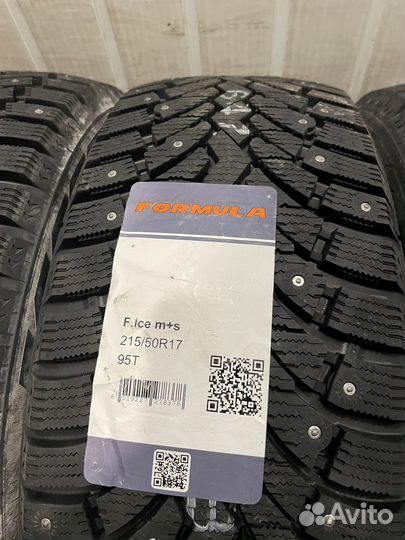 FORMULA
F.Ice m+s
215/50R17
95T
Avito